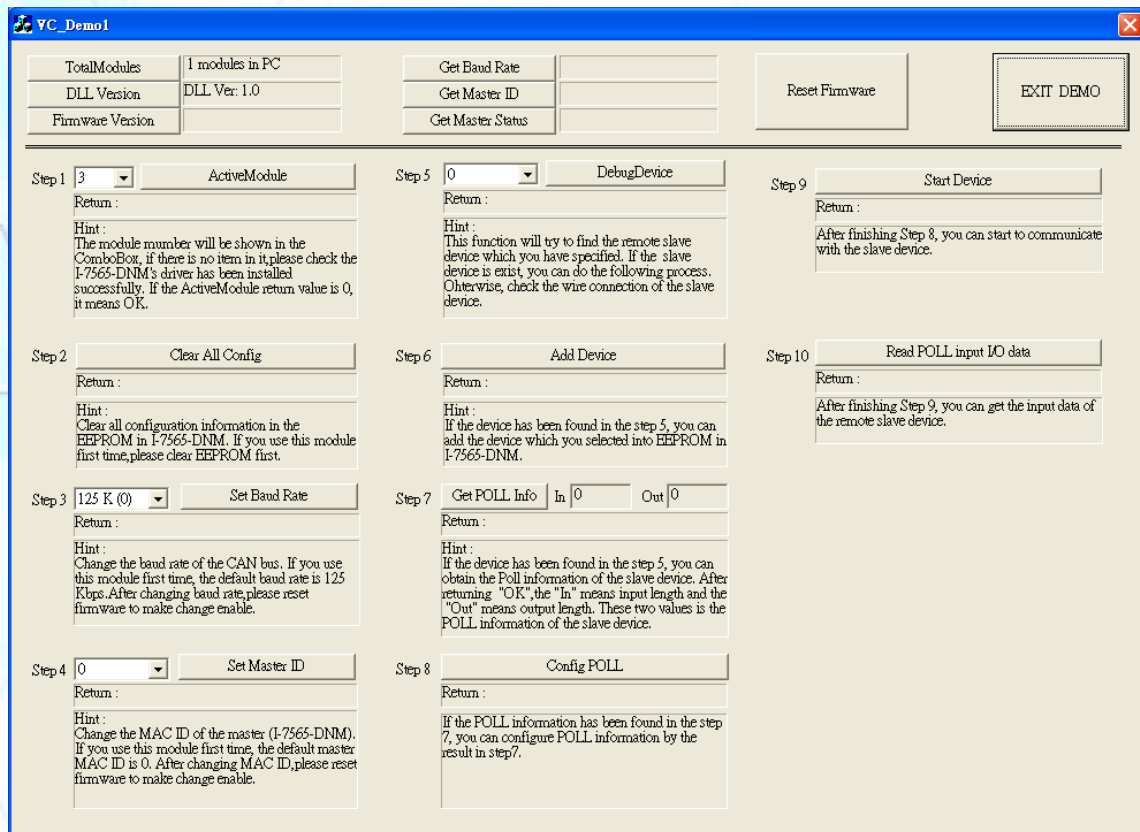 VC_Demo1
TotalModules
1 modules in PC
DLL Version
DLL Ver: 1.0
Firmware Version
Get Baud Rate
Get Master ID
Get Master Status
Reset Firmware
EXIT DEMO
Step 1
3
ActiveModule
Return :
Hint :
The module mumber will be shown in the
ComboBox, if there is no item in it,please check the
I-7565-DNM's driver has been installed
successfully. If the ActiveModule return value is 0,
it means OK.
Step 2
Clear All Config
Return :
Hint :
Clear all configuration information in the
EEPROM in I-7565-DNM. If you use this module
first time,please clear EEPROM first.
Step 3
125 K (0)
Set Baud Rate
Return :
Hint :
Change the baud rate of the CAN bus. If you use
this module first time, the default baud rate is 125
Kbps.After changing baud rate,please reset
firmware to make change enable.
Step 4
0
Set Master ID
Return :
Hint :
Change the MAC ID of the master (I-7565-DNM).
If you use this module first time, the default master
MAC ID is 0. After changing MAC ID,please reset
firmware to make change enable.
Step 5
0
DebugDevice
Return :
Hint :
This function will try to find the remote slave
device which you have specified. If the slave
device is exist, you can do the following process.
Ohterwise, check the wire connection of the slave
device.
Step 6
Add Device
Return :
Hint :
If the device has been found in the step 5, you can
add the device which you selected into EEPROM in
I-7565-DNM.
Step 7
Get POLL Info
In
0
Out
0
Return :
Hint :
If the device has been found in the step 5, you can
obtain the Poll information of the slave device. After
returning "OK",the "In" means input length and the
"Out" means output length. These two values is the
POLL information of the slave device.
Step 8
Config POLL
Return :
If the POLL information has been found in the step
7, you can configure POLL information by the
result in step7.
Step 9
Start Device
Return :
After finishing Step 8, you can start to communicate
with the slave device.
Step 10
Read POLL input I/O data
Return :
After finishing Step 9, you can get the input data of
the remote slave device.